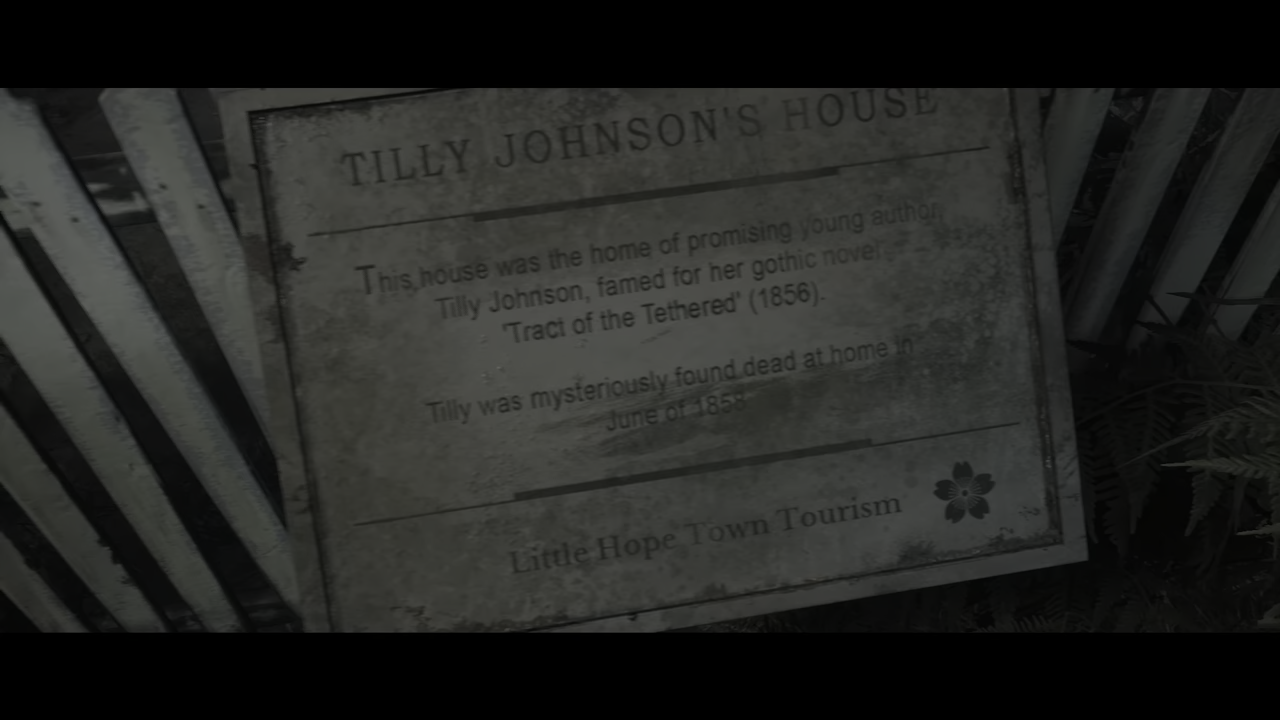 TILLY JOHNSON'S HOUSE
This house was the home of promising young author,
Tilly Johnson, famed for her gothic novel
'Tract of the Tethered' (1856).
Tilly was mysteriously found dead at home in
June of 1858
Little Hope Town Tourism